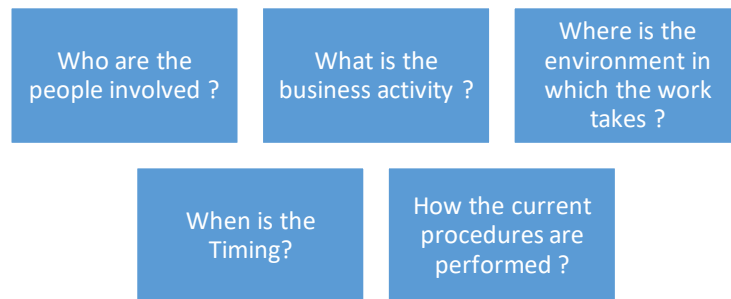 Who are the
people involved ?
What is the
business activity ?
Where is the
environment in
which the work
takes ?
When is the
Timing?
How the current
procedures are
performed ?